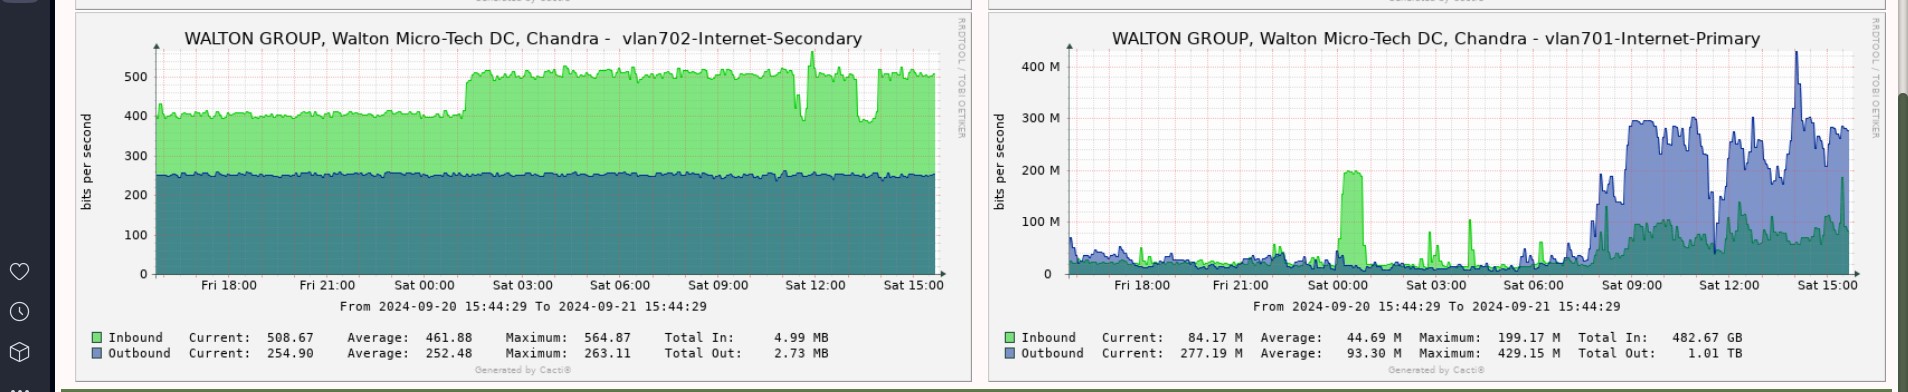 Generated by Cacti®
Generated by Cacti®
WALTON GROUP, Walton Micro-Tech DC, Chandra - vlan702-Internet-Secondary
RRDTOOL / TOBI OETIKER
bits per second
500
400
300
200
100
0
Fri 18:00 Fri 21:00 Sat 00:00 Sat 03:00 Sat 06:00 Sat 09:00 Sat 12:00 Sat 15:00
From 2024-09-20 15:44:29 To 2024-09-21 15:44:29
Inbound Current: 508.67 Average: 461.88 Maximum: 564.87 Total In: 4.99 MB
Outbound Current: 254.90 Average: 252.48 Maximum: 263.11 Total Out: 2.73 MB
Generated by Cacti®
WALTON GROUP, Walton Micro-Tech DC, Chandra - vlan701-Internet-Primary
RRDTOOL / TOBI OETIKER
bits per second
400 M
300 M
200 M
100 M
0
Fri 18:00 Fri 21:00 Sat 00:00 Sat 03:00 Sat 06:00 Sat 09:00 Sat 12:00 Sat 15:00
From 2024-09-20 15:44:29 To 2024-09-21 15:44:29
Inbound Current: 84.17 M Average: 44.69 M Maximum: 199.17 M Total In: 482.67 GB
Outbound Current: 277.19 M Average: 93.30 M Maximum: 429.15 M Total Out: 1.01 TB
Generated by Cacti®